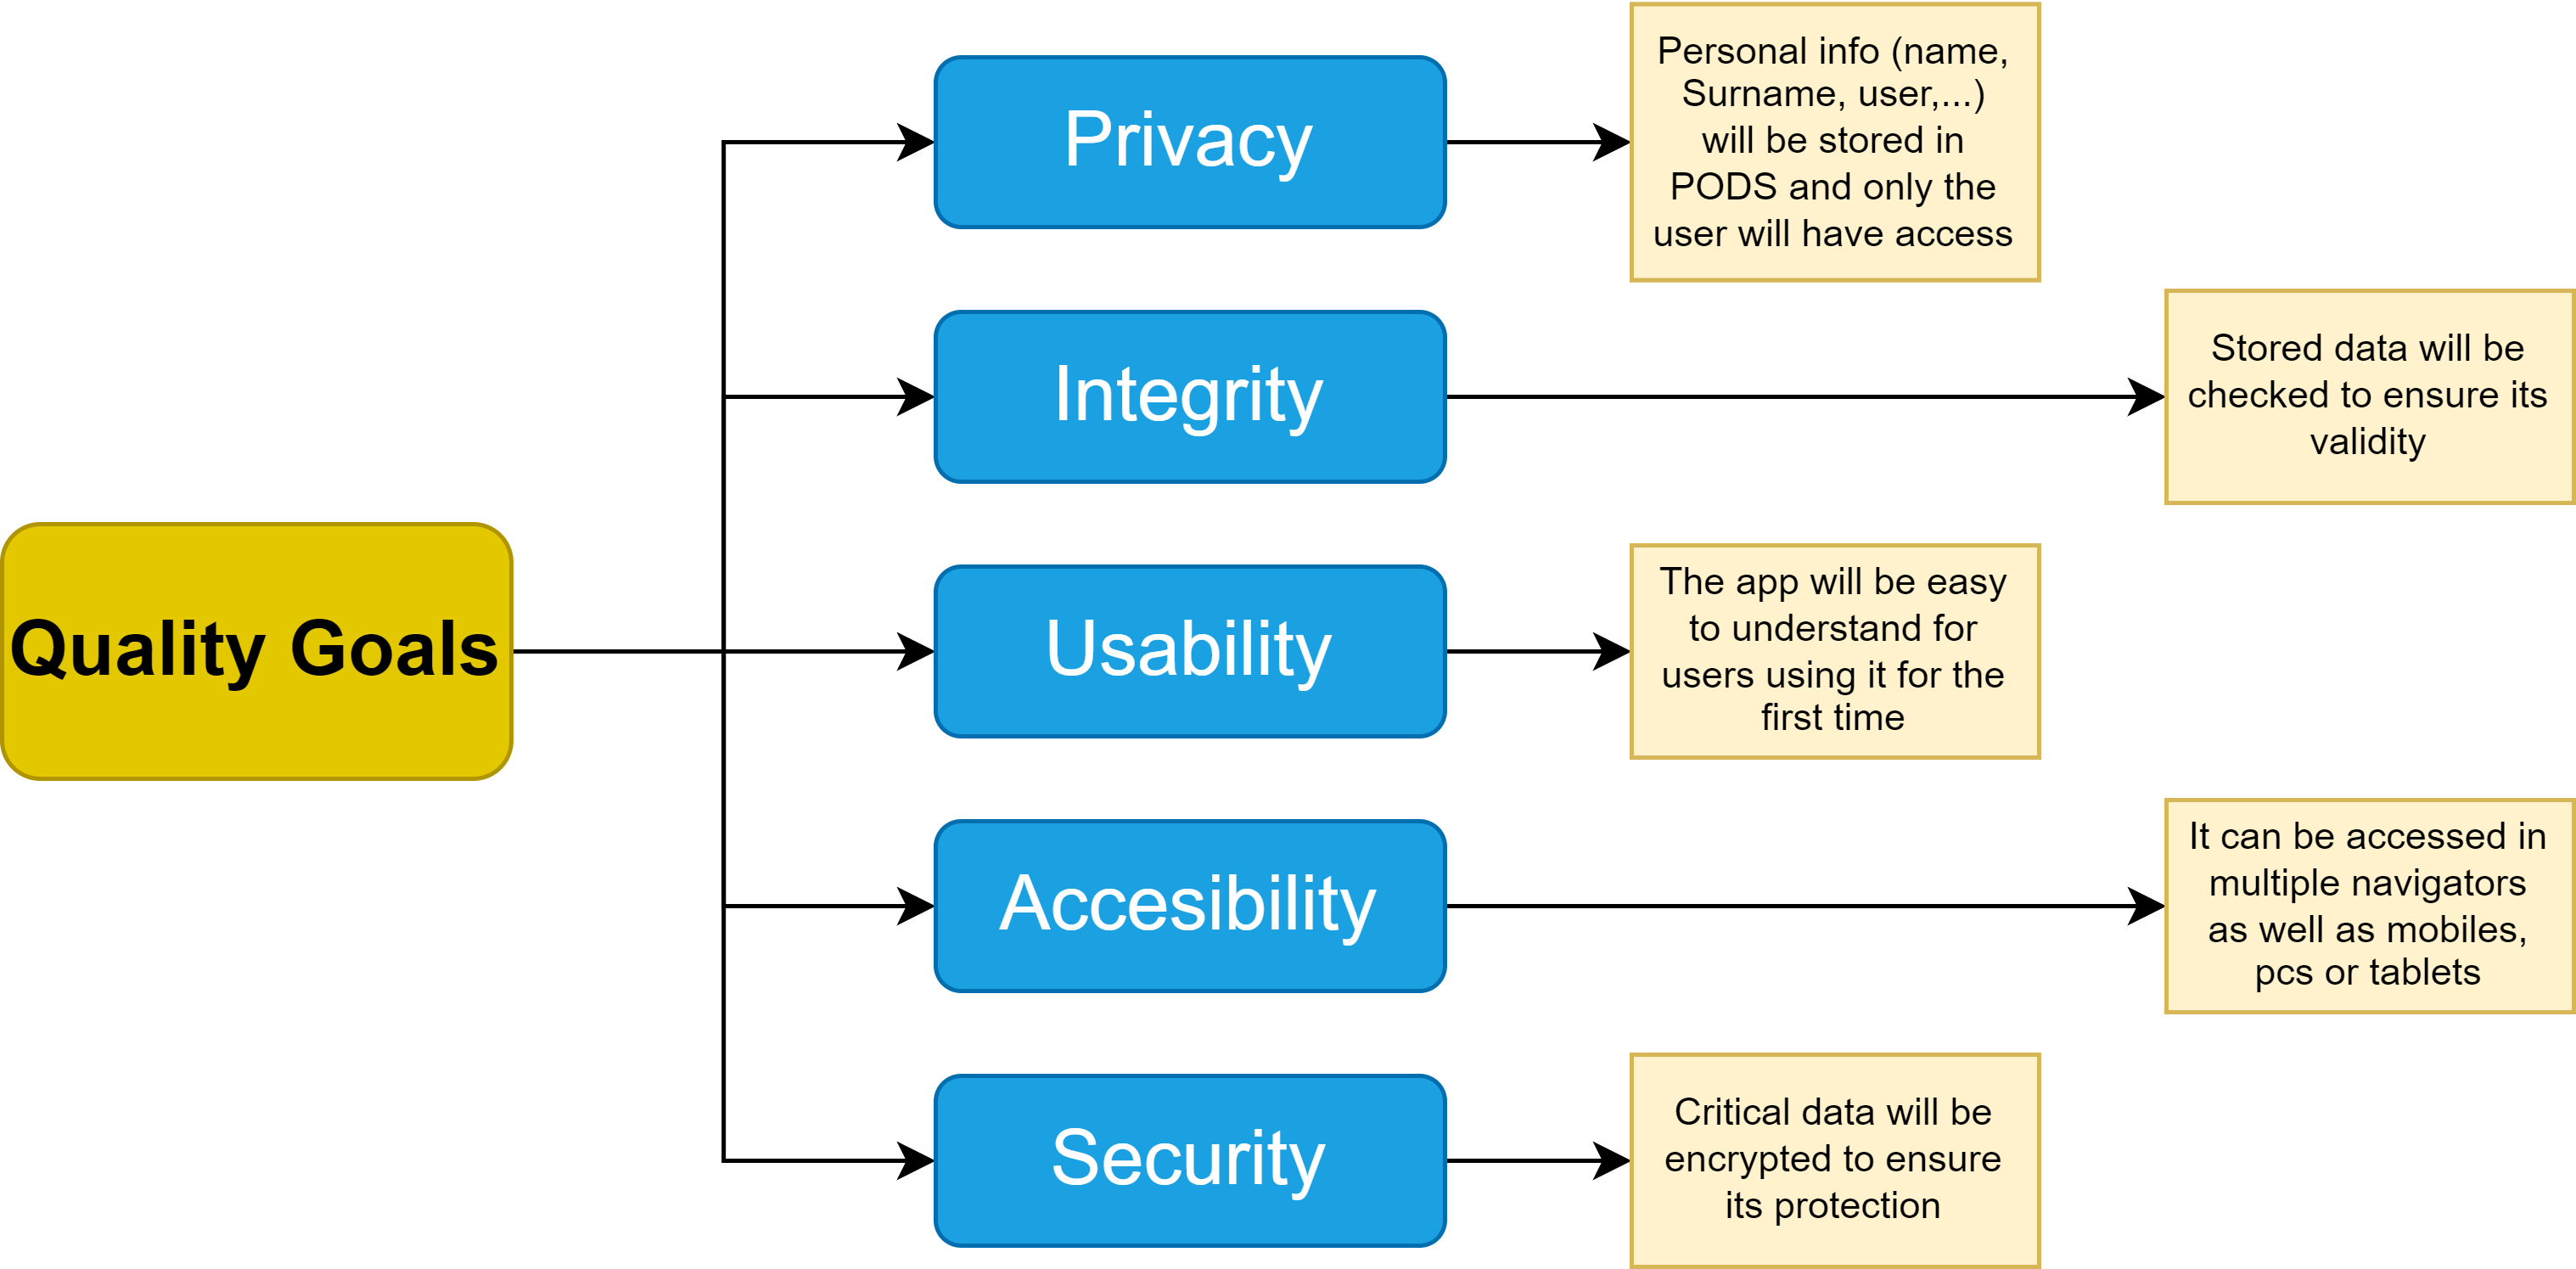 Quality Goals
Privacy
Personal info (name,
Surname, user,...)
will be stored in
PODS and only the
user will have access
Integrity
Stored data will be
checked to ensure its
validity
Usability
The app will be easy
to understand for
users using it for the
first time
Accesibility
It can be accessed in
multiple navigators
as well as mobiles,
pcs or tablets
Security
Critical data will be
encrypted to ensure
its protection